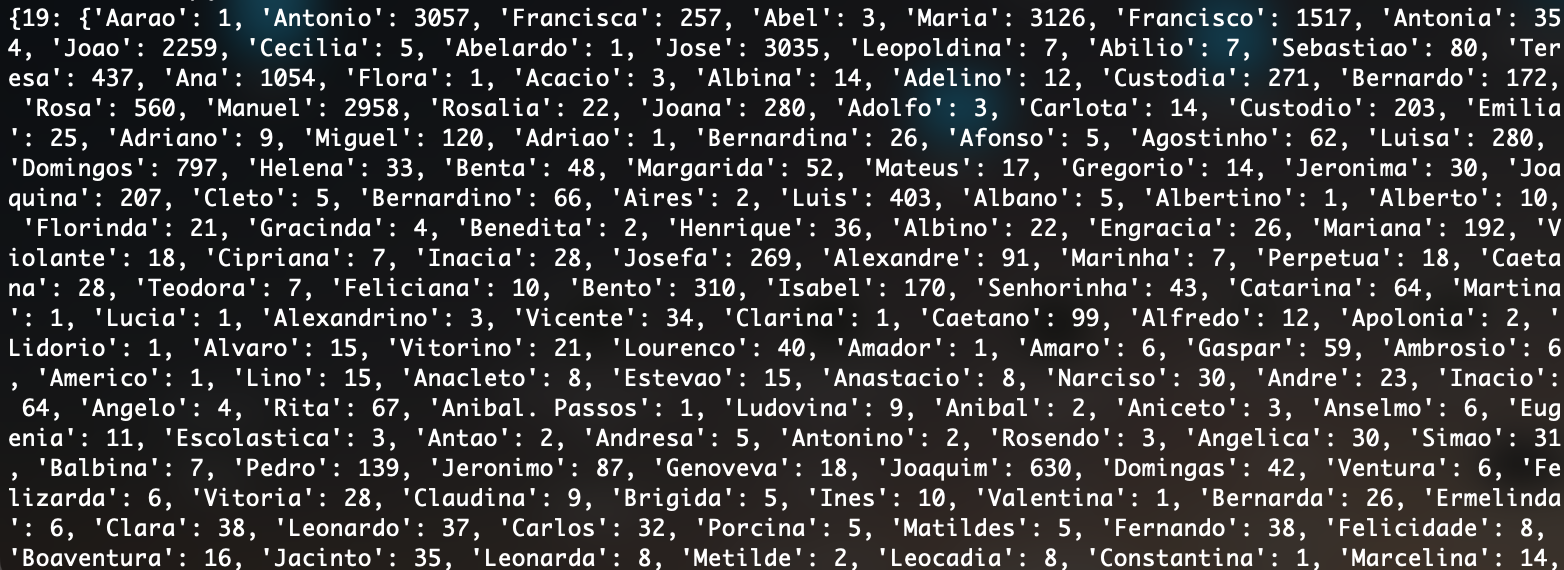 {19: {'Aarao': 1, 'Antonio': 3057, 'Francisca': 257, 'Abel': 3, 'Maria': 3126, 'Francisco': 1517, 'Antonia': 35
4, 'Joao': 2259, 'Cecilia': 5, 'Abelardo': 1, 'Jose': 3035, 'Leopoldina': 7, 'Abilio': 7, 'Sebastiao': 80, 'Ter
esa': 437, 'Ana': 1054, 'Flora': 1, 'Acacio': 3, 'Albina': 14, 'Adelino': 12, 'Custodia': 271, 'Bernardo': 172,
'Rosa': 560, 'Manuel': 2958, 'Rosalia': 22, 'Joana': 280, 'Adolfo': 3, 'Carlota': 14, 'Custodio': 203, 'Emilia
': 25, 'Adriano': 9, 'Miguel': 120, 'Adriao': 1, 'Bernardina': 26, 'Afonso': 5, 'Agostinho': 62, 'Luisa': 280,
'Domingos': 797, 'Helena': 33, 'Benta': 48, 'Margarida': 52, 'Mateus': 17, 'Gregorio': 14, 'Jeronima': 30, 'Joa
quina': 207, 'Cleto': 5, 'Bernardino': 66, 'Aires': 2, 'Luis': 403, 'Albano': 5, 'Albertino': 1, 'Alberto': 10,
'Florinda': 21, 'Gracinda': 4, 'Benedita': 2, 'Henrique': 36, 'Albino': 22, 'Engracia': 26, 'Mariana': 192, 'V
iolante': 18, 'Cipriana': 7, 'Inacia': 28, 'Josefa': 269, 'Alexandre': 91, 'Marinha': 7, 'Perpetua': 18, 'Caeta
na': 28, 'Teodora': 7, 'Feliciana': 10, 'Bento': 310, 'Isabel': 170, 'Senhorinha': 43, 'Catarina': 64, 'Martina
': 1, 'Lucia': 1, 'Alexandrino': 3, 'Vicente': 34, 'Clarina': 1, 'Caetano': 99, 'Alfredo': 12, 'Apolonia': 2, '
Lidorio': 1, 'Alvaro': 15, 'Vitorino': 21, 'Lourenco': 40, 'Amador': 1, 'Amaro': 6, 'Gaspar': 59, 'Ambrosio': 6
, 'Americo': 1, 'Lino': 15, 'Anacleto': 8, 'Estevao': 15, 'Anastacio': 8, 'Narciso': 30, 'Andre': 23, 'Inacio':
64, 'Angelo': 4, 'Rita': 67, 'Anibal. Passos': 1, 'Ludovina': 9, 'Anibal': 2, 'Aniceto': 3, 'Anselmo': 6, 'Eug
enia': 11, 'Escolastica': 3, 'Antao': 2, 'Andresa': 5, 'Antonino': 2, 'Rosendo': 3, 'Angelica': 30, 'Simao': 31
, 'Balbina': 7, 'Pedro': 139, 'Jeronimo': 87, 'Genoveva': 18, 'Joaquim': 630, 'Domingas': 42, 'Ventura': 6, 'Fe
lizarda': 6, 'Vitoria': 28, 'Claudina': 9, 'Brigida': 5, 'Ines': 10, 'Valentina': 1, 'Bernarda': 26, 'Ermelinda
': 6, 'Clara': 38, 'Leonardo': 37, 'Carlos': 32, 'Porcina': 5, 'Matildes': 5, 'Fernando': 38, 'Felicidade': 8,
'Boaventura': 16, 'Jacinto': 35, 'Leonarda': 8, 'Metilde': 2, 'Leocadia': 8, 'Constantina': 1, 'Marcelina': 14,